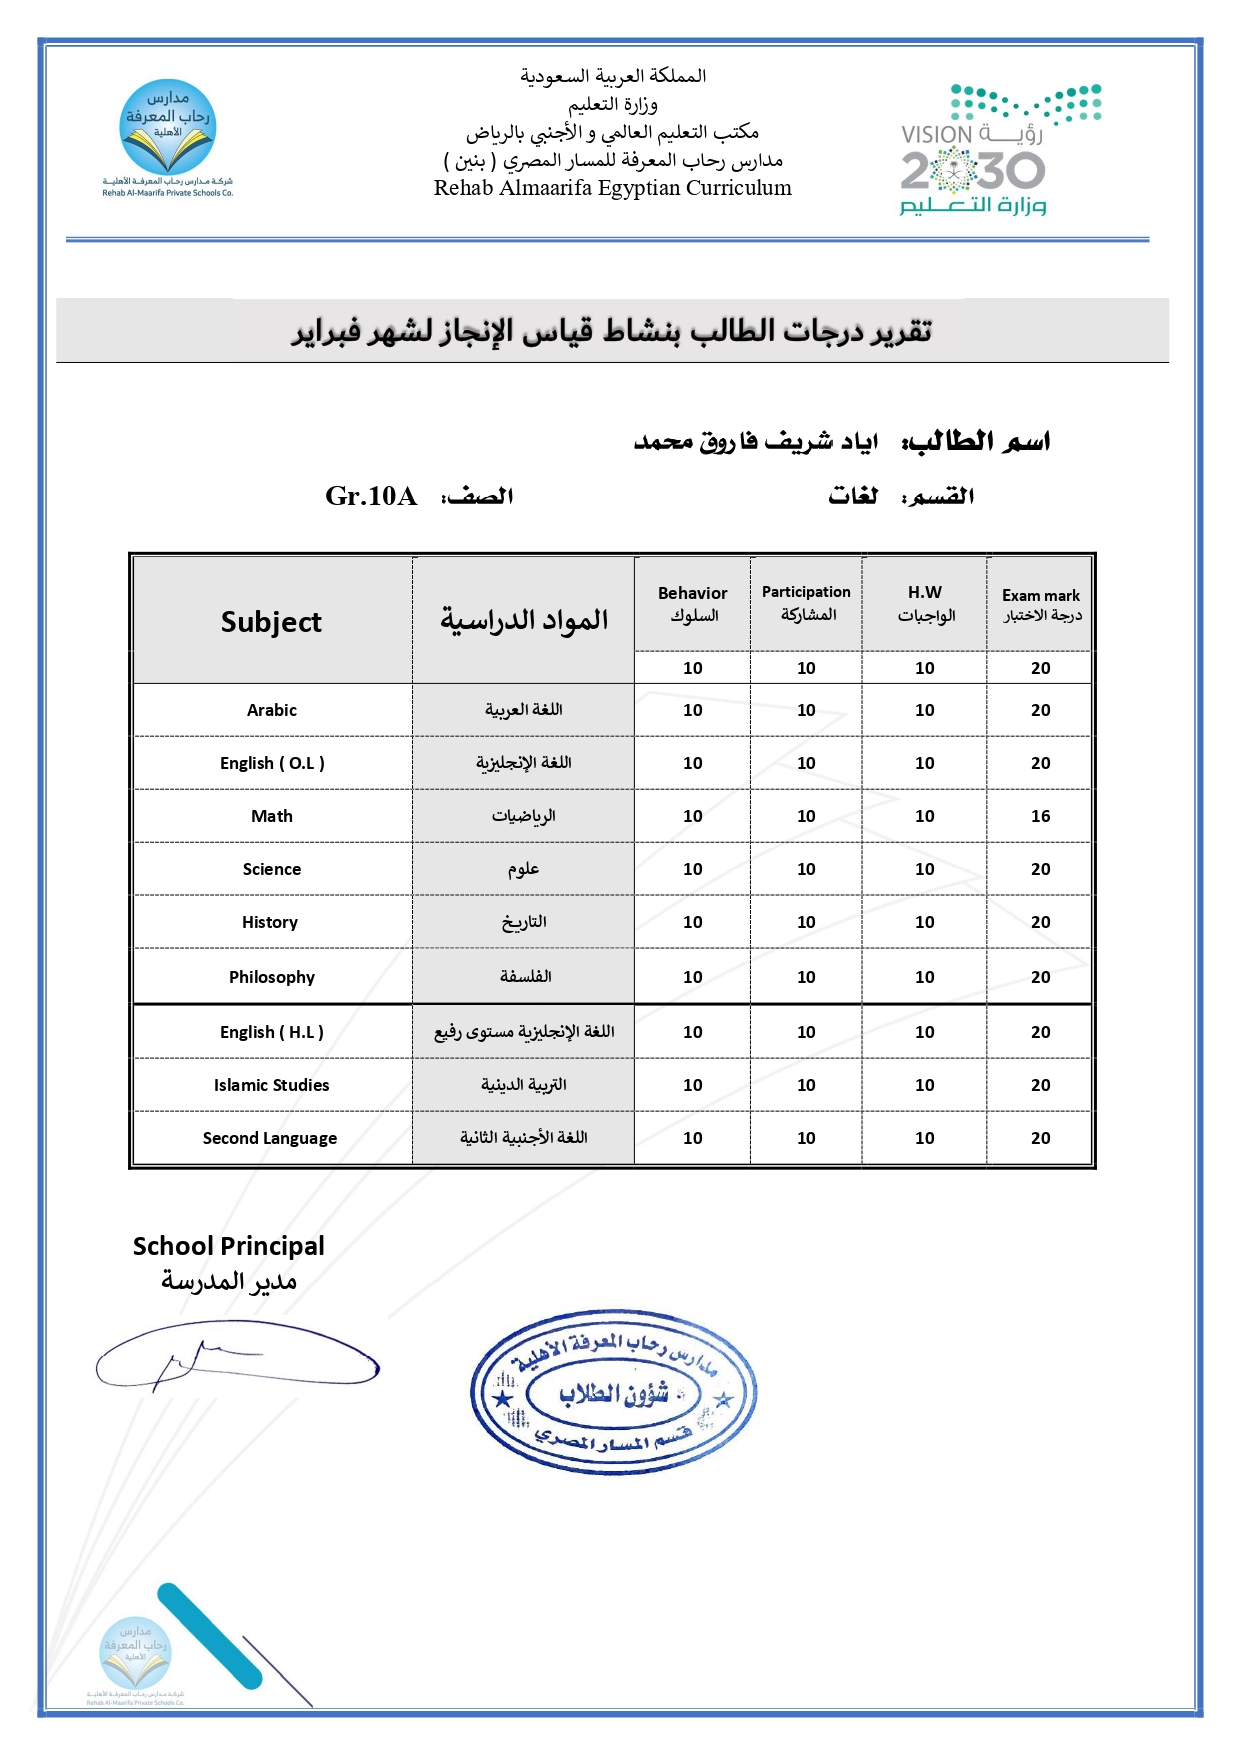 المملكة العربية السعودية
وزارة التعليم
مكتب التعليم العالمي و الأجنبي بالرياض
مدارس رحاب المعرفة للمسار المصري ( بنين )
Rehab Almaarifa Egyptian Curriculum
رؤيـــة VISION
2030
وزارة التعــليم
مدارس
رحاب المعرفة
الأهلية
شركة مدارس رحاب المعرفة الأهلية
Rehab Al-Maarifa Private Schools Co.
تقرير درجات الطالب بنشاط قياس الإنجاز لشهر فبراير
اسم الطالب: اياد شريف فاروق محمد
القسم: لغات الصف: Gr.10A
Subject المواد الدراسية Behavior السلوك Participation المشاركة H.W الواجبات Exam mark درجة الاختبار
10 10 10 20
Arabic اللغة العربية 10 10 10 20
English ( O.L ) اللغة الإنجليزية 10 10 10 20
Math الرياضيات 10 10 10 16
Science علوم 10 10 10 20
History التاريخ 10 10 10 20
Philosophy الفلسفة 10 10 10 20
English ( H.L ) اللغة الإنجليزية مستوى رفيع 10 10 10 20
Islamic Studies التربية الدينية 10 10 10 20
Second Language اللغة الأجنبية الثانية 10 10 10 20
School Principal
مدير المدرسة
مدارس رحاب المعرفة الأهلية
شؤون الطلاب
قسم المسار المصري
مدارس
رحاب المعرفة
الأهلية
شركة مدارس رحاب المعرفة الأهلية
Rehab Al-Maarifa Private Schools Co.